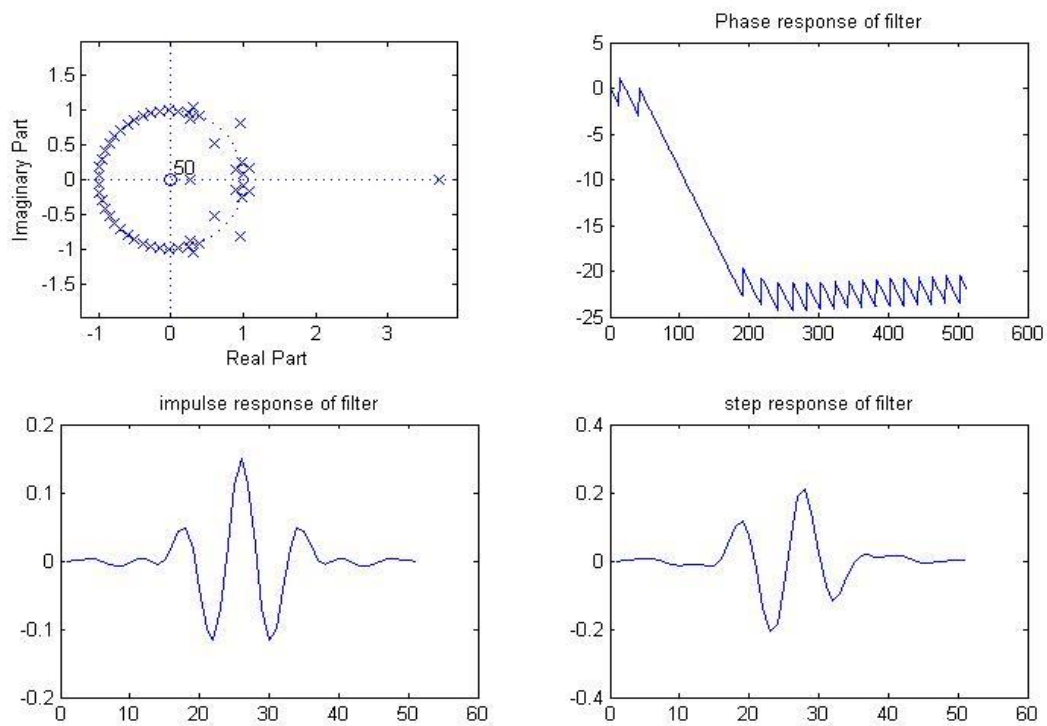 Phase response of filter
1.5
1
0.5
0
-0.5
-1
-1.5
Imaginary Part
50
-1 0 1 2 3
Real Part
5
0
-5
-10
-15
-20
-25
0 100 200 300 400 500 600
impulse response of filter
0.2
0.1
0
-0.1
-0.2
0 10 20 30 40 50 60
step response of filter
0.4
0.2
0
-0.2
-0.4
0 10 20 30 40 50 60